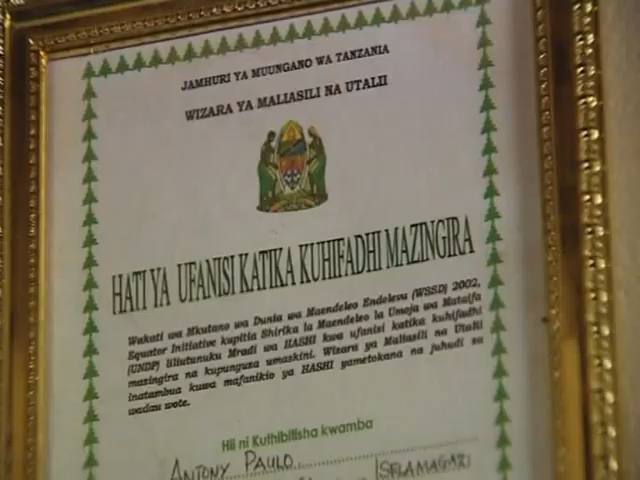 JAMHURI YA MUUNGANO WA TANZANIA
WIZARA YA MALIASILI NA UTALII
HATI YA UFANISI KATIKA KUHIFADHI MAZINGIRA
Wakati wa Mkutano wa Dunia wa Maendeleo Endelevu (WSSD) 2002,
Equator Initiative kupitia Shirika la Maendeleo la Umoja wa Mataifa
(UNDP) iliiutunuku Mradi wa HASHI kwa ufanisi katika kuhifadhi
mazingira na kupunguza umaskini. Wizara ya Maliasili na Utalii
inatambua kuwa mafanikio ya HASHI yametokana na juhudi za
wadau wote.
Hii ni Kuthibitisha kwamba
ANTONY PAULO
ISELAMAGAZI